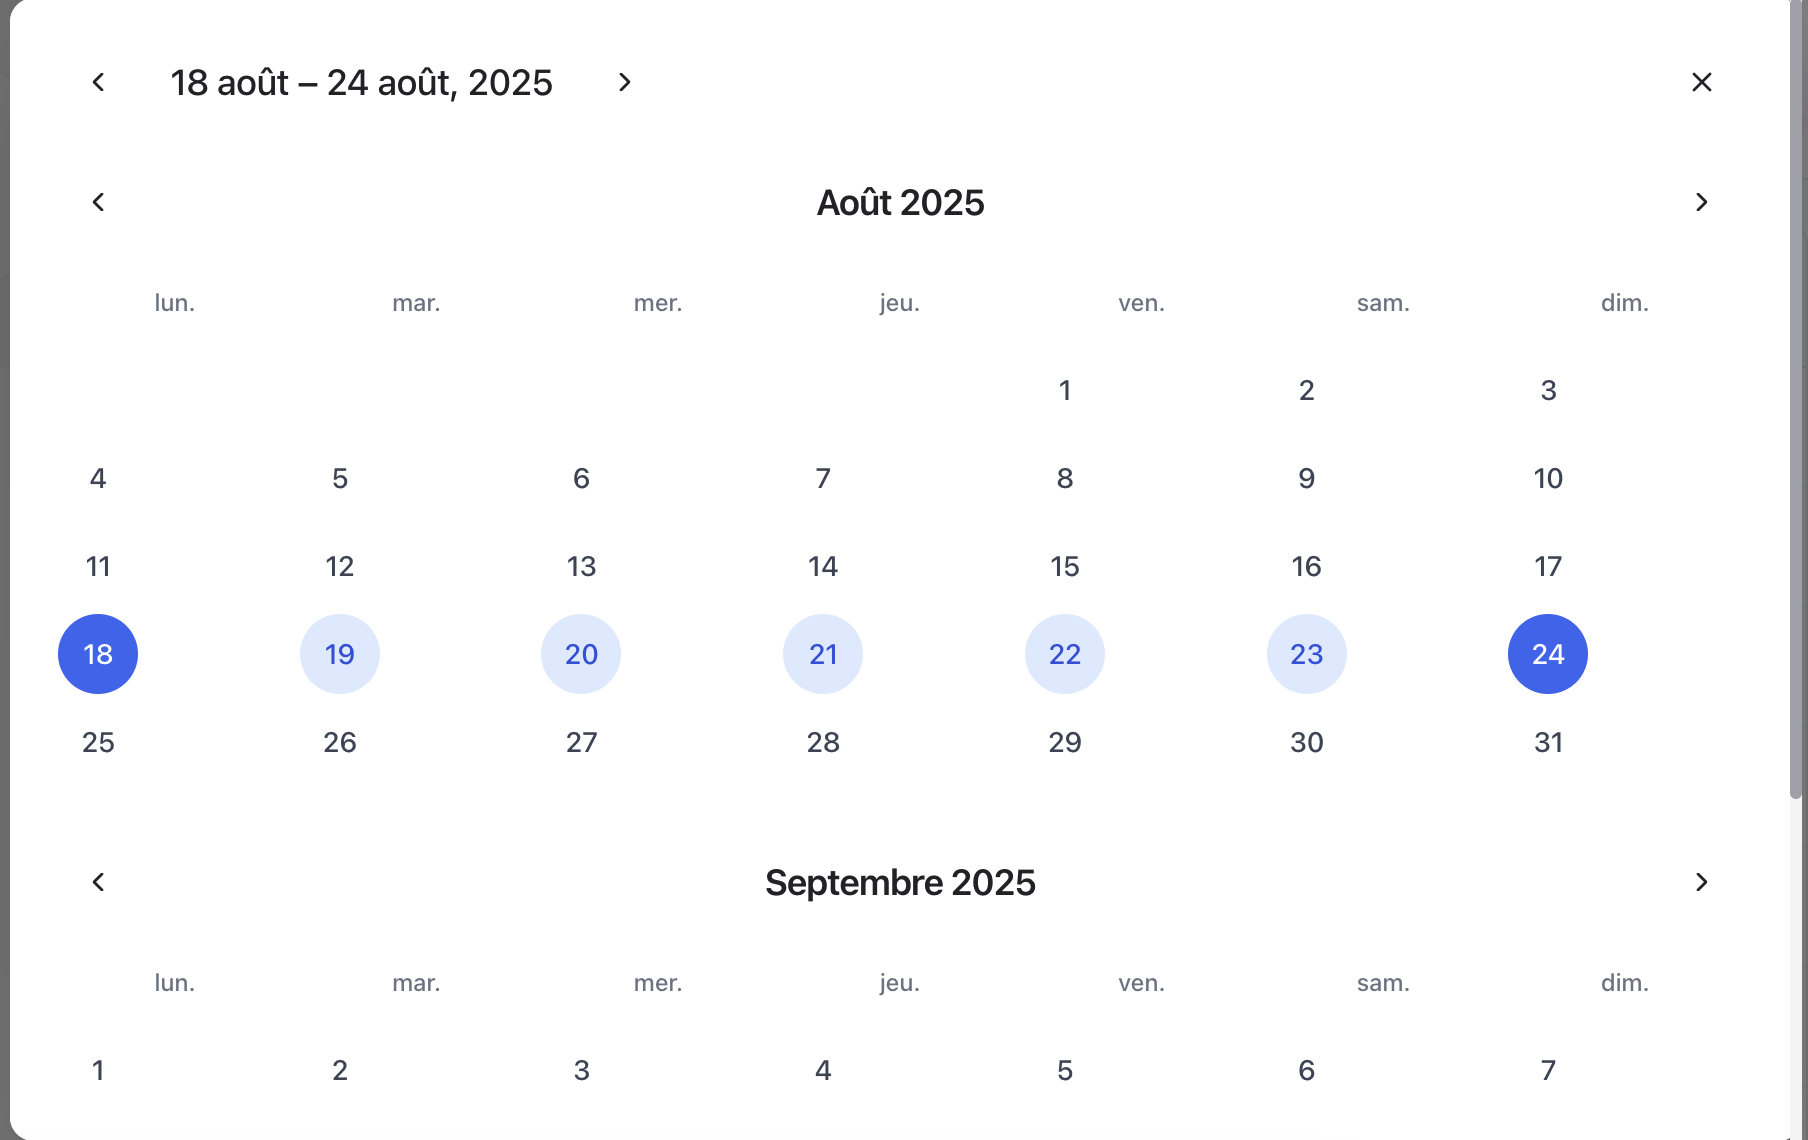 18 août – 24 août, 2025
Août 2025
lun. mar. mer. jeu. ven. sam. dim.
1 2 3
4 5 6 7 8 9 10
11 12 13 14 15 16 17
18 19 20 21 22 23 24
25 26 27 28 29 30 31
Septembre 2025
lun. mar. mer. jeu. ven. sam. dim.
1 2 3 4 5 6 7